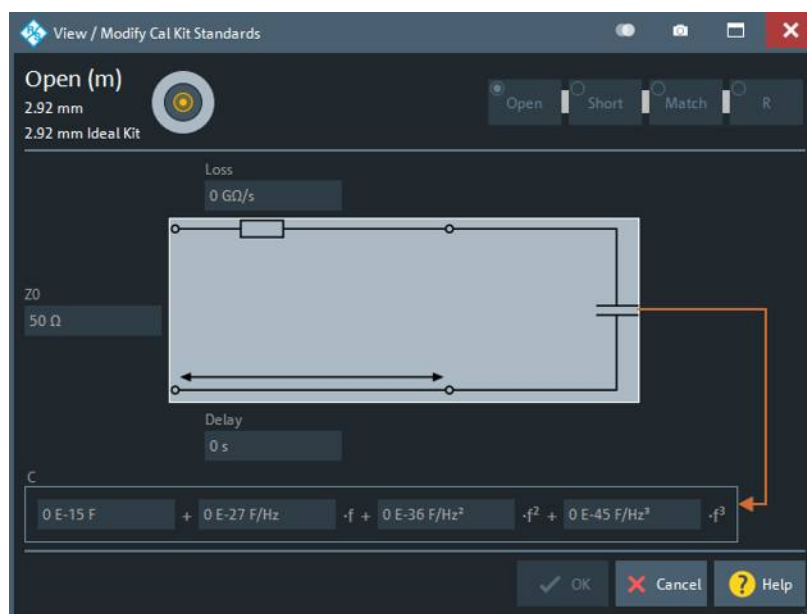 R&S View / Modify Cal Kit Standards
Open (m)
2.92 mm
2.92 mm Ideal Kit
Open Short Match R
Loss
0 GΩ/s
Z0
50 Ω
Delay
0 s
C
0 E-15 F + 0 E-27 F/Hz ·f + 0 E-36 F/Hz² ·f² + 0 E-45 F/Hz³ ·f³
OK Cancel ? Help